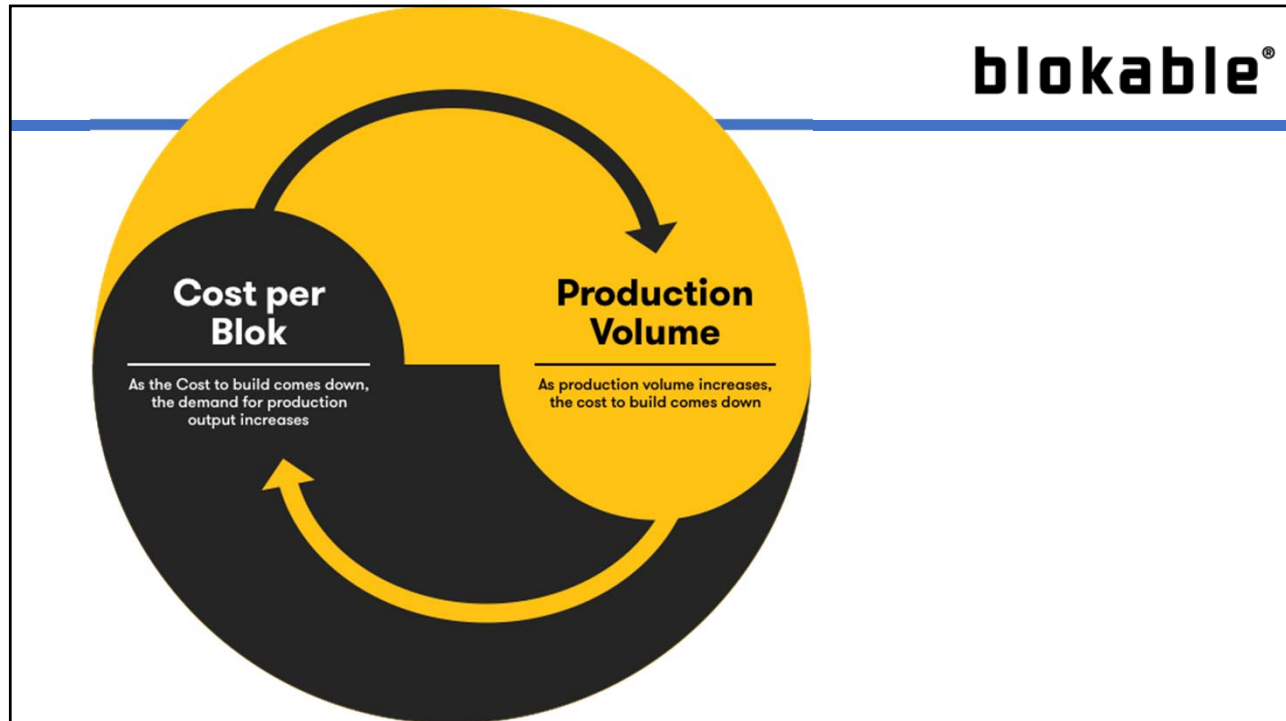 blokable®
Cost per
Blok
As the Cost to build comes down,
the demand for production
output increases
Production
Volume
As production volume increases,
the cost to build comes down